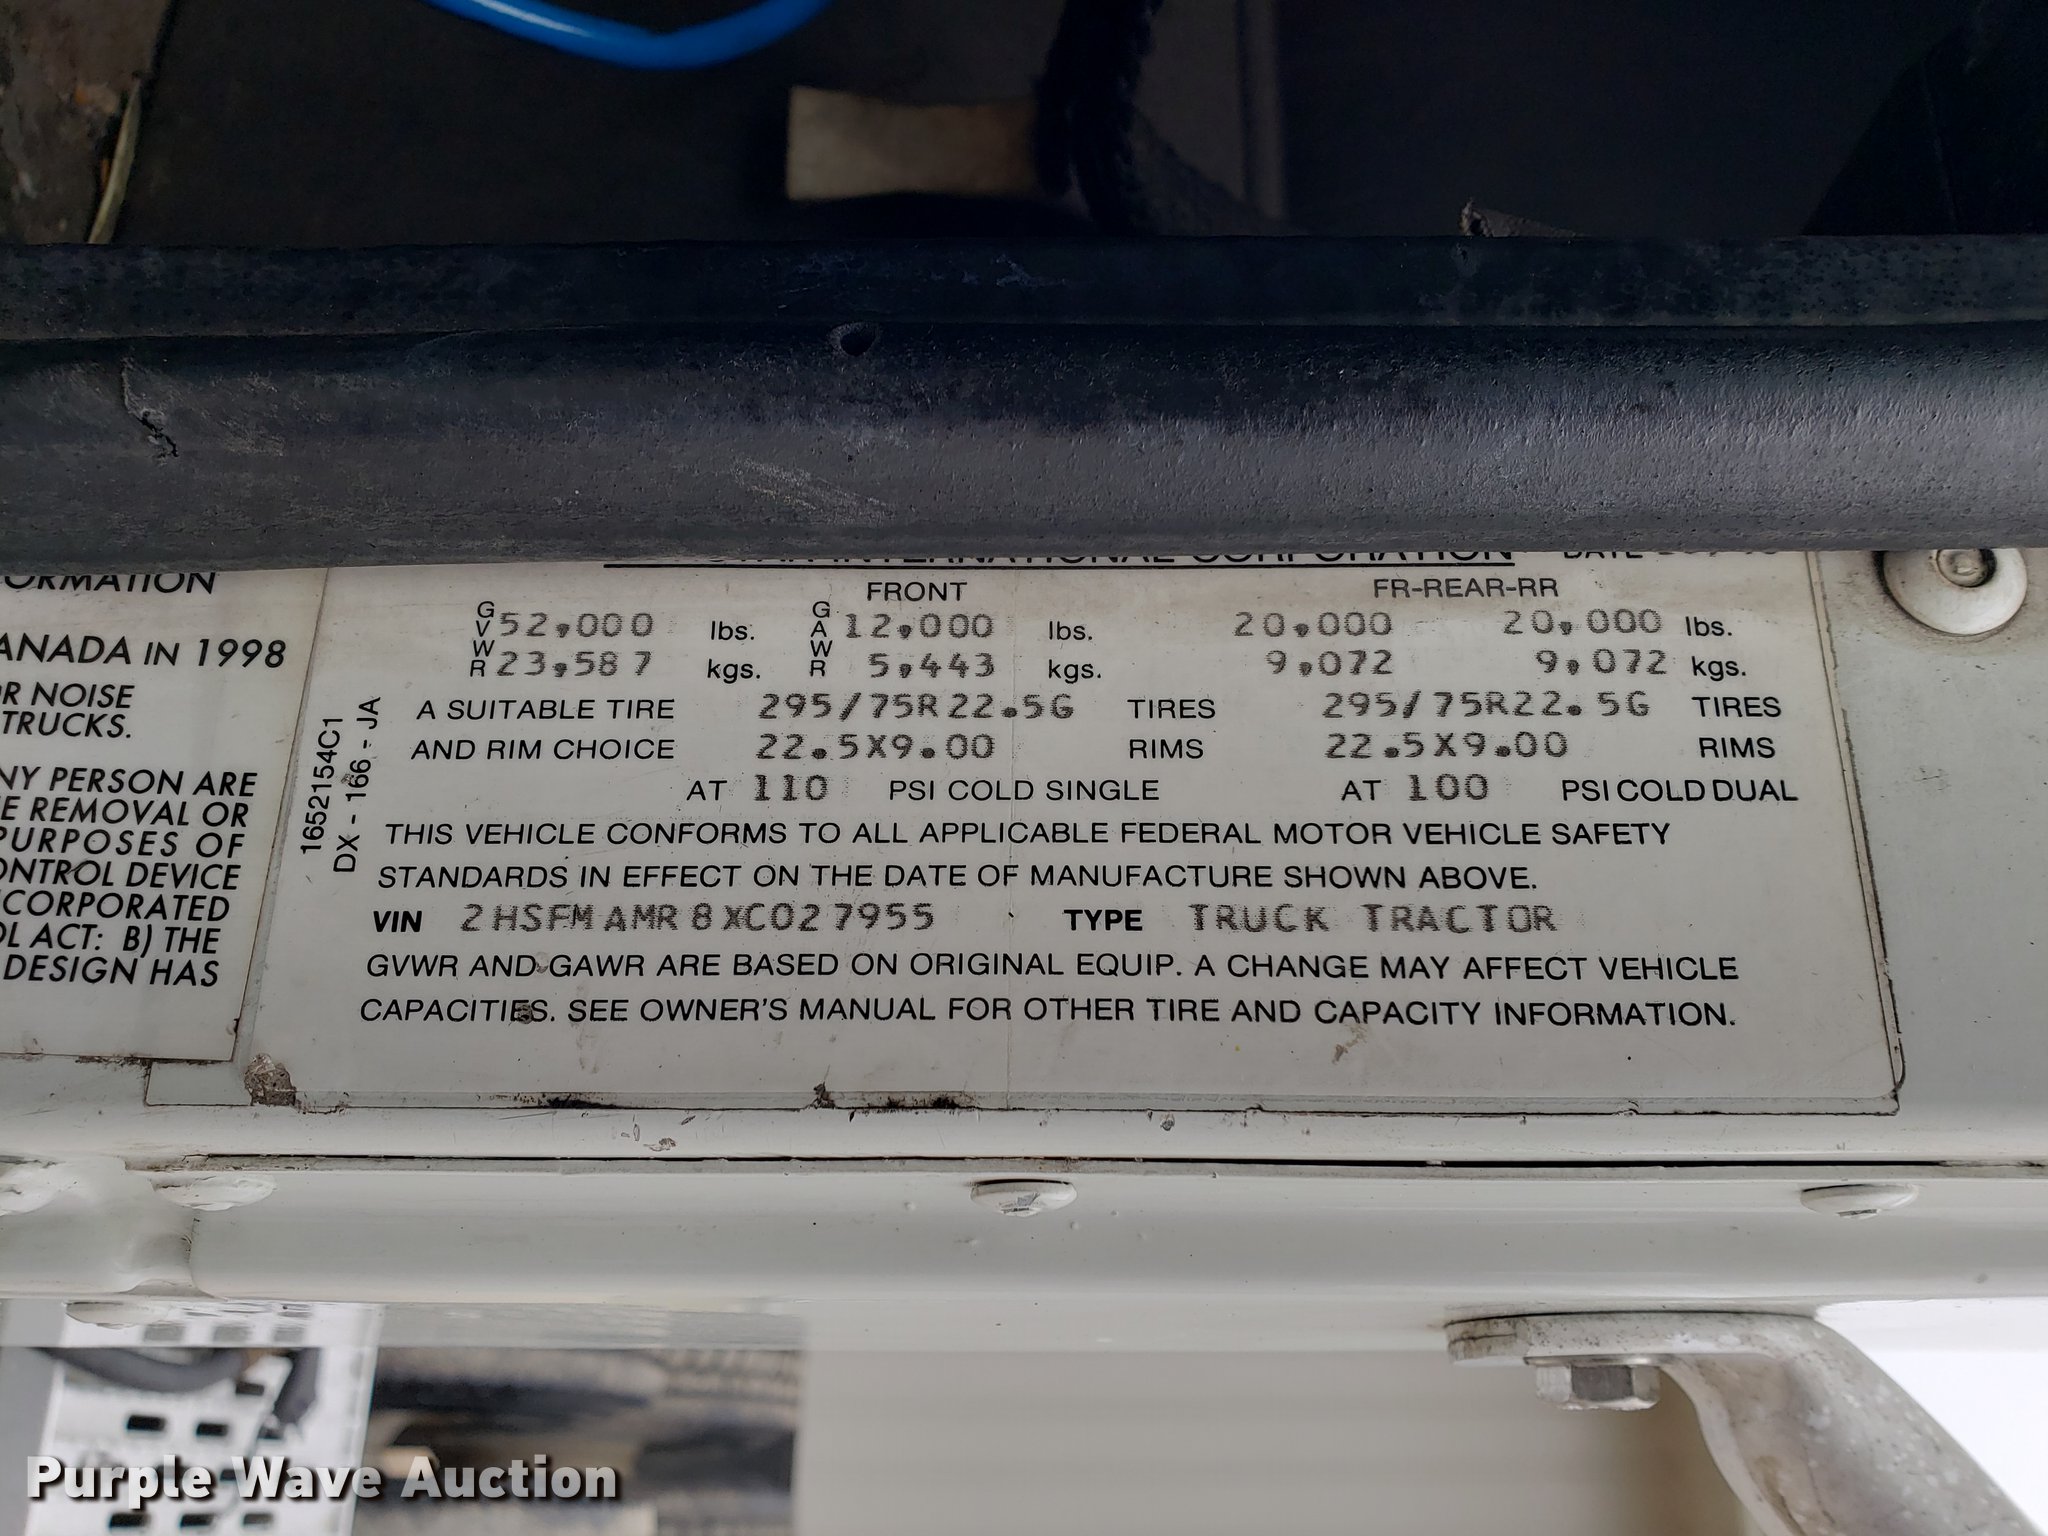 INTERNATIONAL CORPORATION DATE
FRONT FR-REAR-RR
GVWR 52,000 lbs. GAWR 12,000 lbs. 20,000 20,000 lbs.
23,587 kgs. 5,443 kgs. 9,072 9,072 kgs.
A SUITABLE TIRE 295/75R22.5G TIRES 295/75R22.5G TIRES
AND RIM CHOICE 22.5X9.00 RIMS 22.5X9.00 RIMS
AT 110 PSI COLD SINGLE AT 100 PSI COLD DUAL
THIS VEHICLE CONFORMS TO ALL APPLICABLE FEDERAL MOTOR VEHICLE SAFETY
STANDARDS IN EFFECT ON THE DATE OF MANUFACTURE SHOWN ABOVE.
VIN 2HSFMAMR8XC027955 TYPE TRUCK TRACTOR
GVWR AND GAWR ARE BASED ON ORIGINAL EQUIP. A CHANGE MAY AFFECT VEHICLE
CAPACITIES. SEE OWNER'S MANUAL FOR OTHER TIRE AND CAPACITY INFORMATION.
1652154C1
DX - 166 - JA
ORMATION
ANADA IN 1998
OR NOISE
TRUCKS.
NY PERSON ARE
E REMOVAL OR
PURPOSES OF
ONTROL DEVICE
CORPORATED
OL ACT: B) THE
DESIGN HAS
Purple Wave Auction